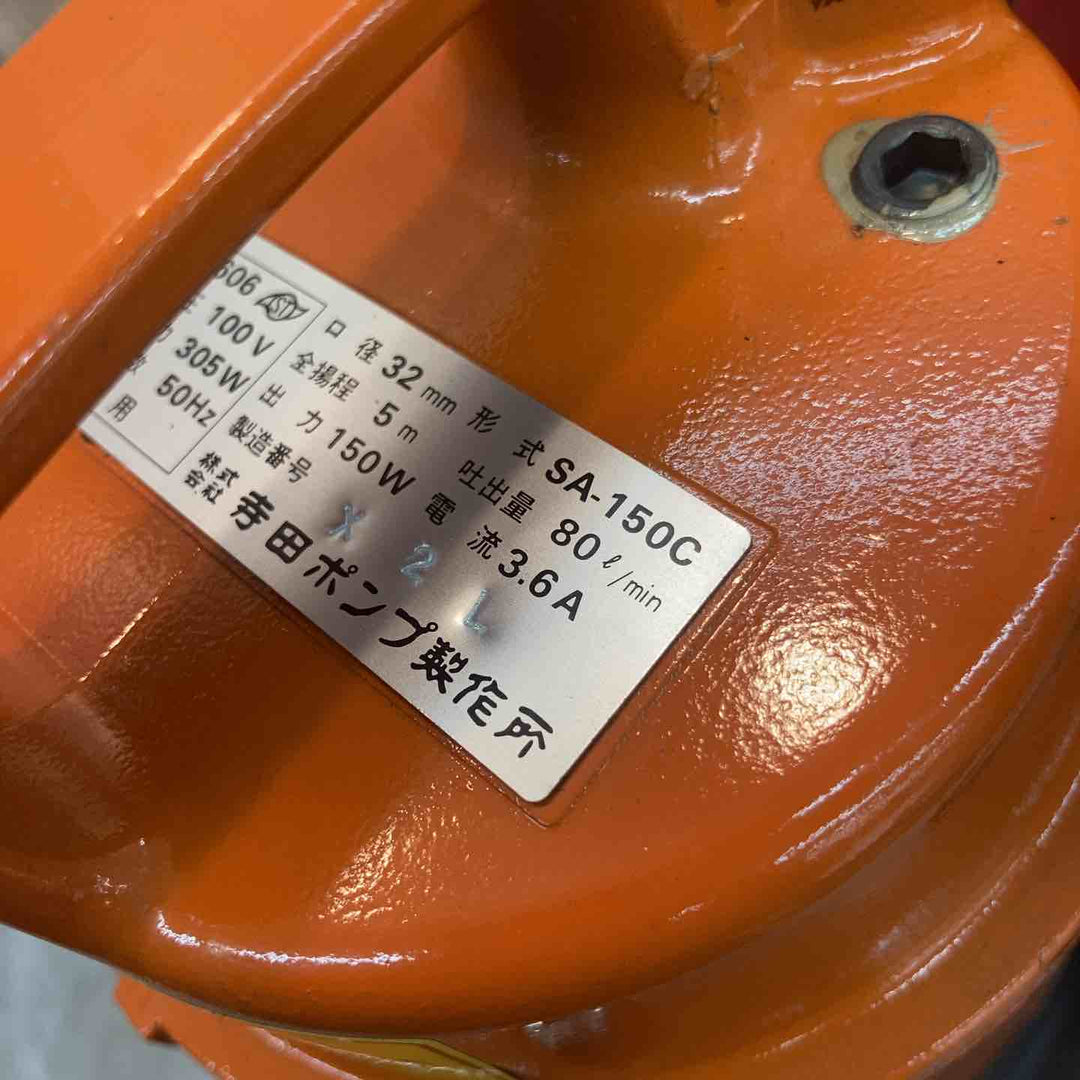 口径 32 mm 形式 SA-150C
全揚程 5 m 吐出量 80 ℓ/min
出力 150W 電流 3.6 A
製造番号 X 2 L
株式会社 寺田ポンプ製作所
606
100 V
305W
50Hz
用